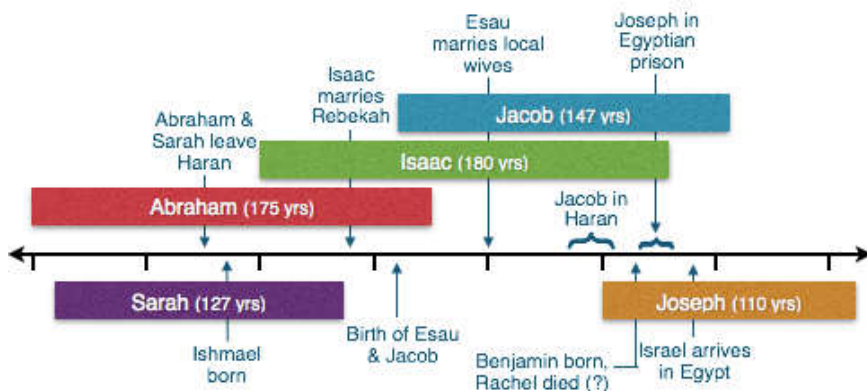 Esau
marries local
wives
Joseph in
Egyptian
prison
Isaac
marries
Rebekah
Abraham &
Sarah leave
Haran
Jacob (147 yrs)
Isaac (180 yrs)
Abraham (175 yrs)
Jacob in
Haran
Sarah (127 yrs)
Joseph (110 yrs)
Ishmael
born
Birth of Esau
& Jacob
Benjamin born,
Rachel died (?)
Israel arrives
in Egypt